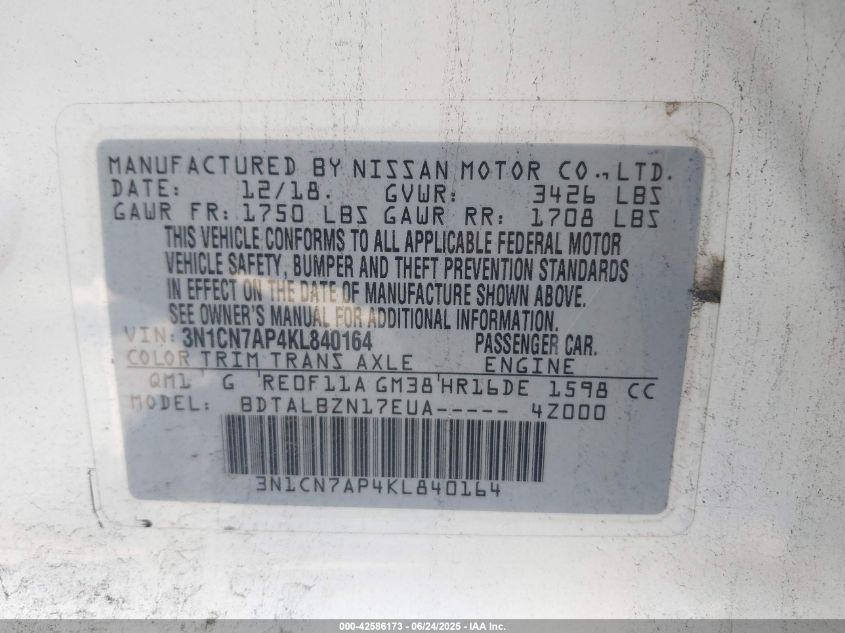 MANUFACTURED BY NISSAN MOTOR CO., LTD.
DATE: 12/18. GVWR: 3426 LBS
GAWR FR: 1750 LBS GAWR RR: 1708 LBS
THIS VEHICLE CONFORMS TO ALL APPLICABLE FEDERAL MOTOR
VEHICLE SAFETY, BUMPER AND THEFT PREVENTION STANDARDS
IN EFFECT ON THE DATE OF MANUFACTURE SHOWN ABOVE.
SEE OWNER'S MANUAL FOR ADDITIONAL INFORMATION.
VIN: 3N1CN7AP4KL840164 PASSENGER CAR.
COLOR TRIM TRANS AXLE ENGINE
QM1 G RE0F11A GM38 HR16DE 1598 CC
MODEL: BDTALBZN17EUA----- 4Z000
3N1CN7AP4KL840164
000-42586173 - 06/24/2025 - IAA Inc.